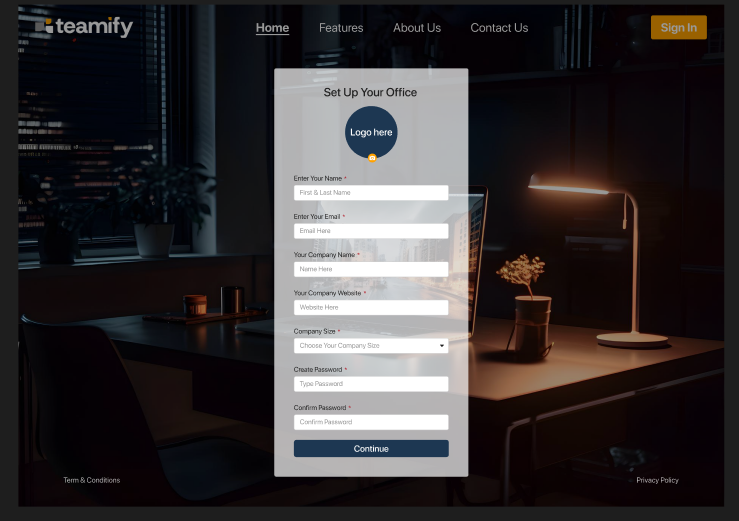 teamify
Home Features About Us Contact Us Sign In
Set Up Your Office
Logo here
Enter Your Name *
First & Last Name
Enter Your Email *
Email Here
Your Company Name *
Name Here
Your Company Website *
Website Here
Company Size *
Choose Your Company Size
Create Password *
Type Password
Confirm Password *
Confirm Password
Continue
Term & Conditions Privacy Policy